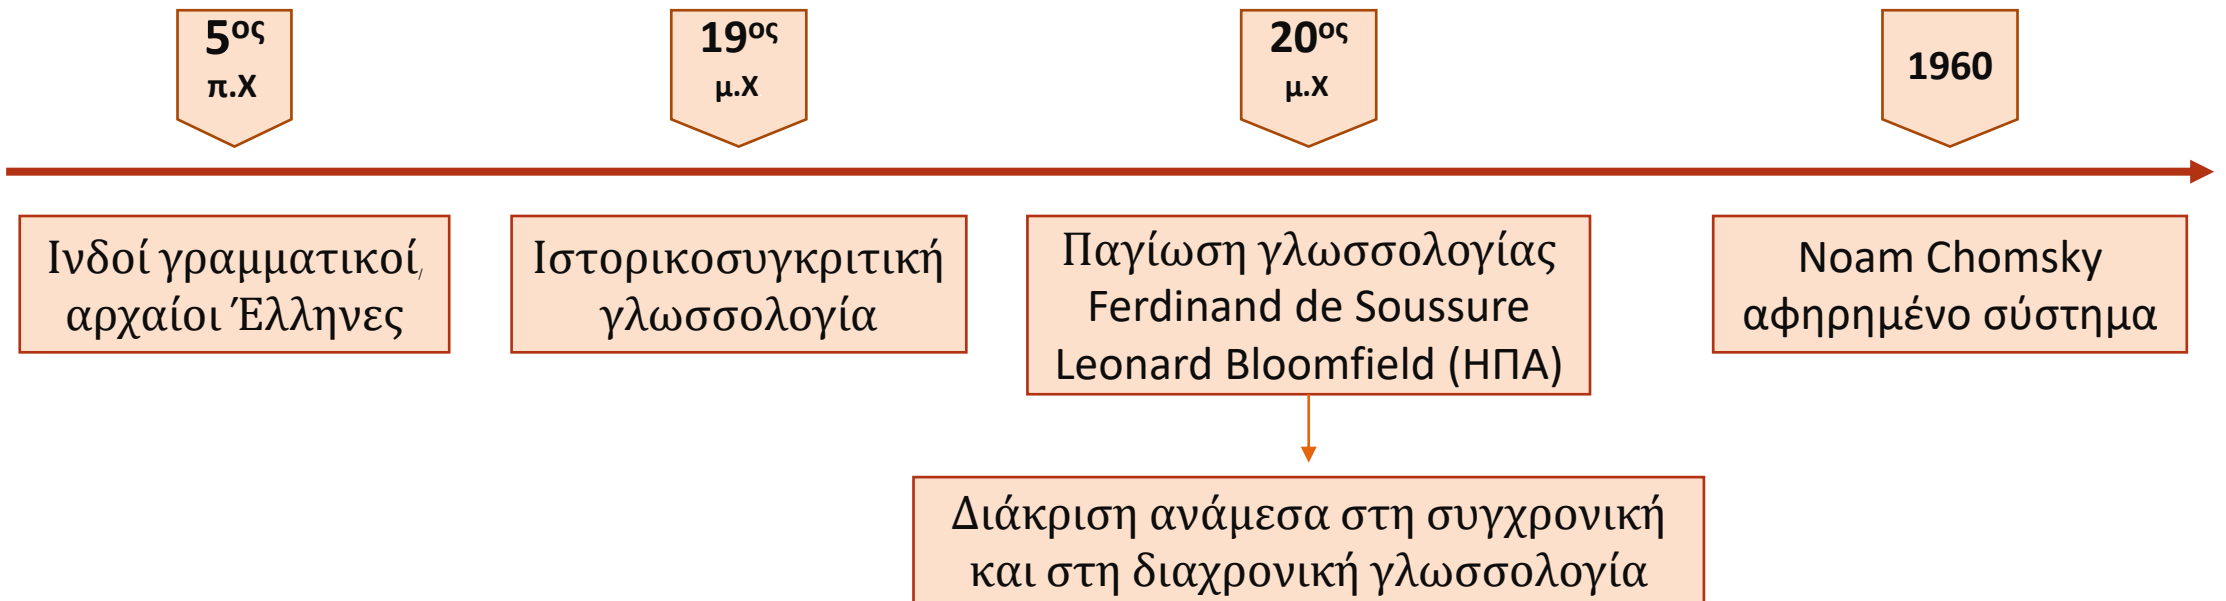 5ος
π.Χ
19ος
μ.Χ
20ος
μ.Χ
1960
Ινδοί γραμματικοί,
αρχαίοι Έλληνες
Ιστορικοσυγκριτική
γλωσσολογία
Παγίωση γλωσσολογίας
Ferdinand de Soussure
Leonard Bloomfield (ΗΠΑ)
Noam Chomsky
αφηρημένο σύστημα
Διάκριση ανάμεσα στη συγχρονική
και στη διαχρονική γλωσσολογία